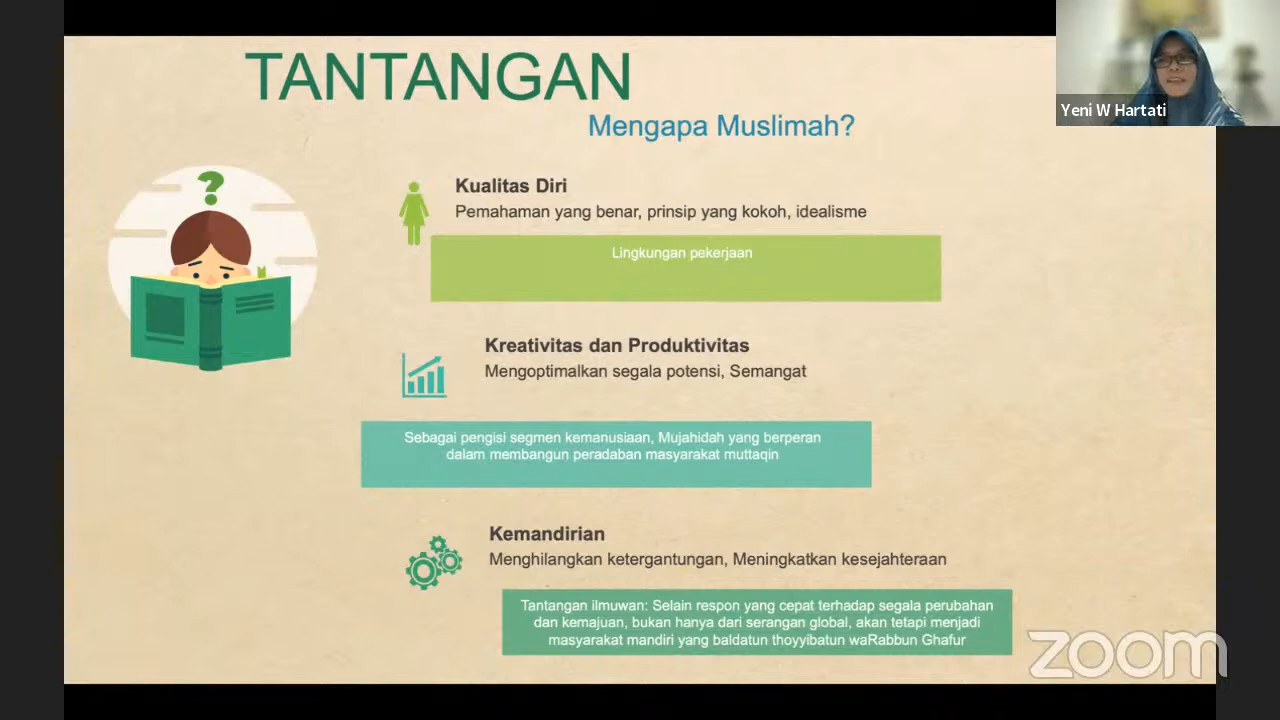 TANTANGAN
Mengapa Muslimah?
Yeni W Hartati
?
Kualitas Diri
Pemahaman yang benar, prinsip yang kokoh, idealisme
Lingkungan pekerjaan
Kreativitas dan Produktivitas
Mengoptimalkan segala potensi, Semangat
Sebagai pengisi segmen kemanusiaan, Mujahidah yang berperan
dalam membangun peradaban masyarakat muttaqin
Kemandirian
Menghilangkan ketergantungan, Meningkatkan kesejahteraan
Tantangan ilmuwan: Selain respon yang cepat terhadap segala perubahan
dan kemajuan, bukan hanya dari serangan global, akan tetapi menjadi
masyarakat mandiri yang baldatun thoyyibatun waRabbun Ghafur
zoom